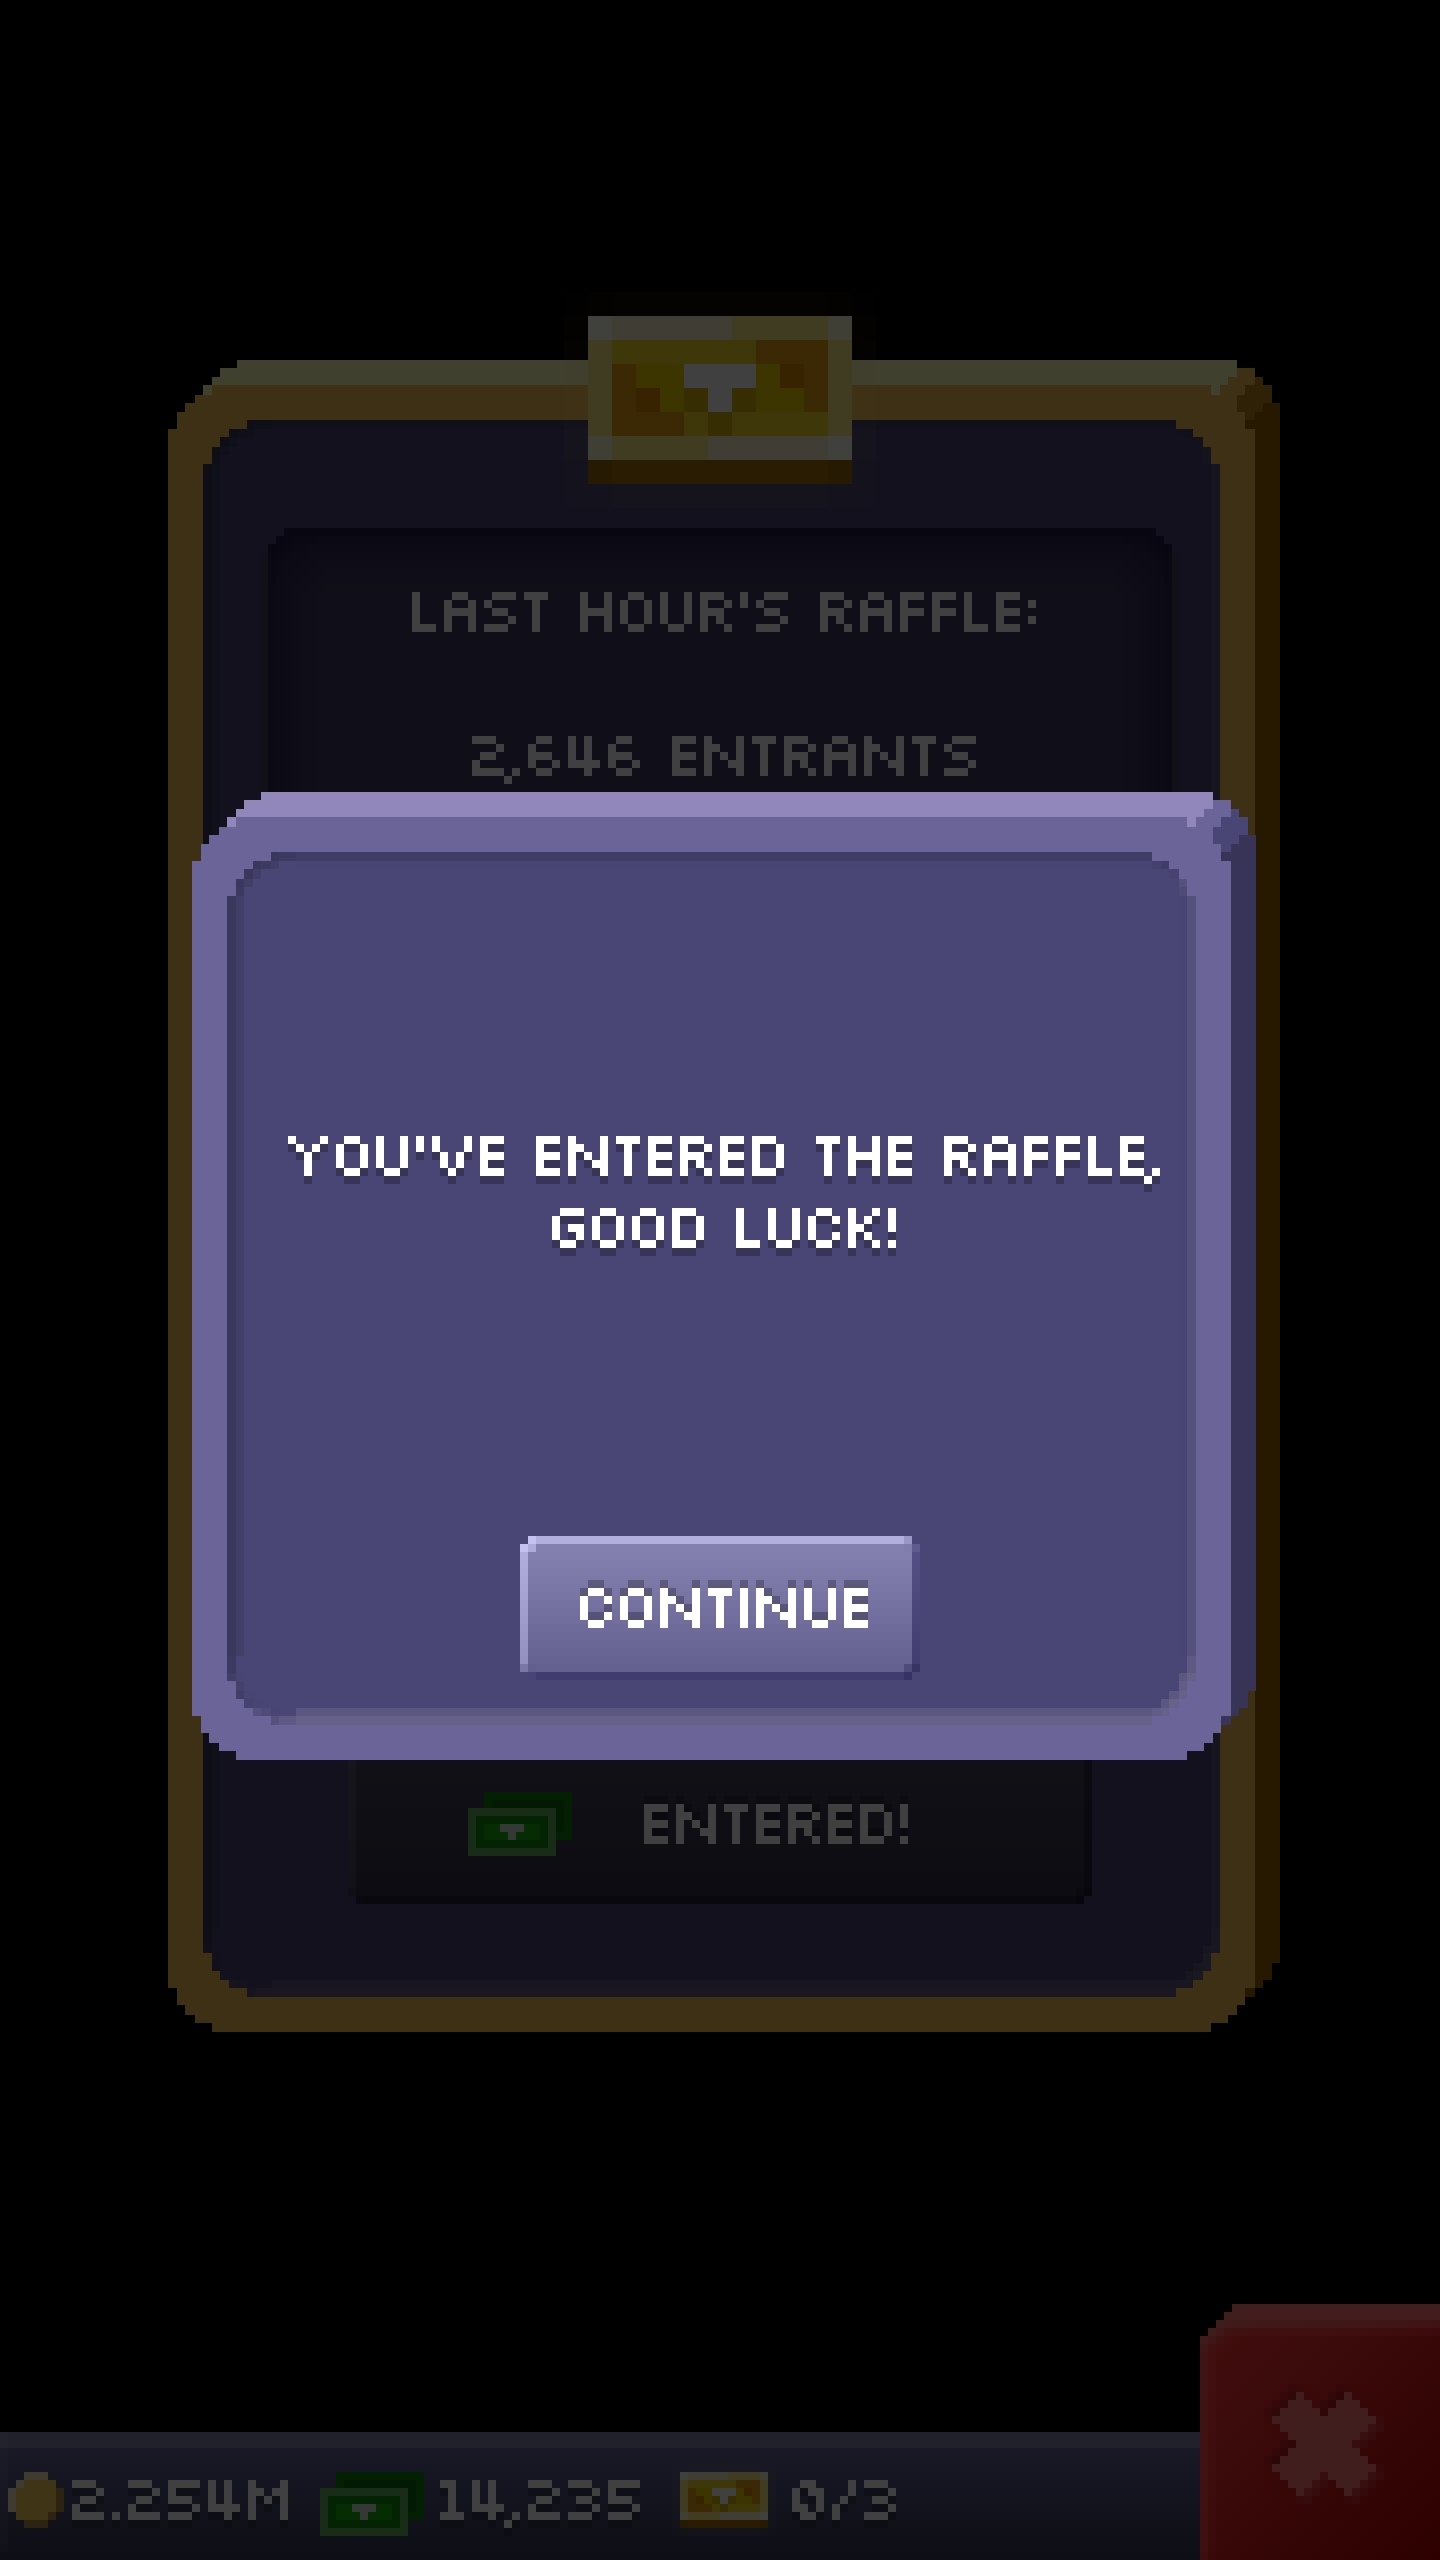 LAST HOUR'S RAFFLE:
2,646 ENTRANTS
YOU'VE ENTERED THE RAFFLE,
GOOD LUCK!
CONTINUE
ENTERED!
2.254M 14,235 0/3